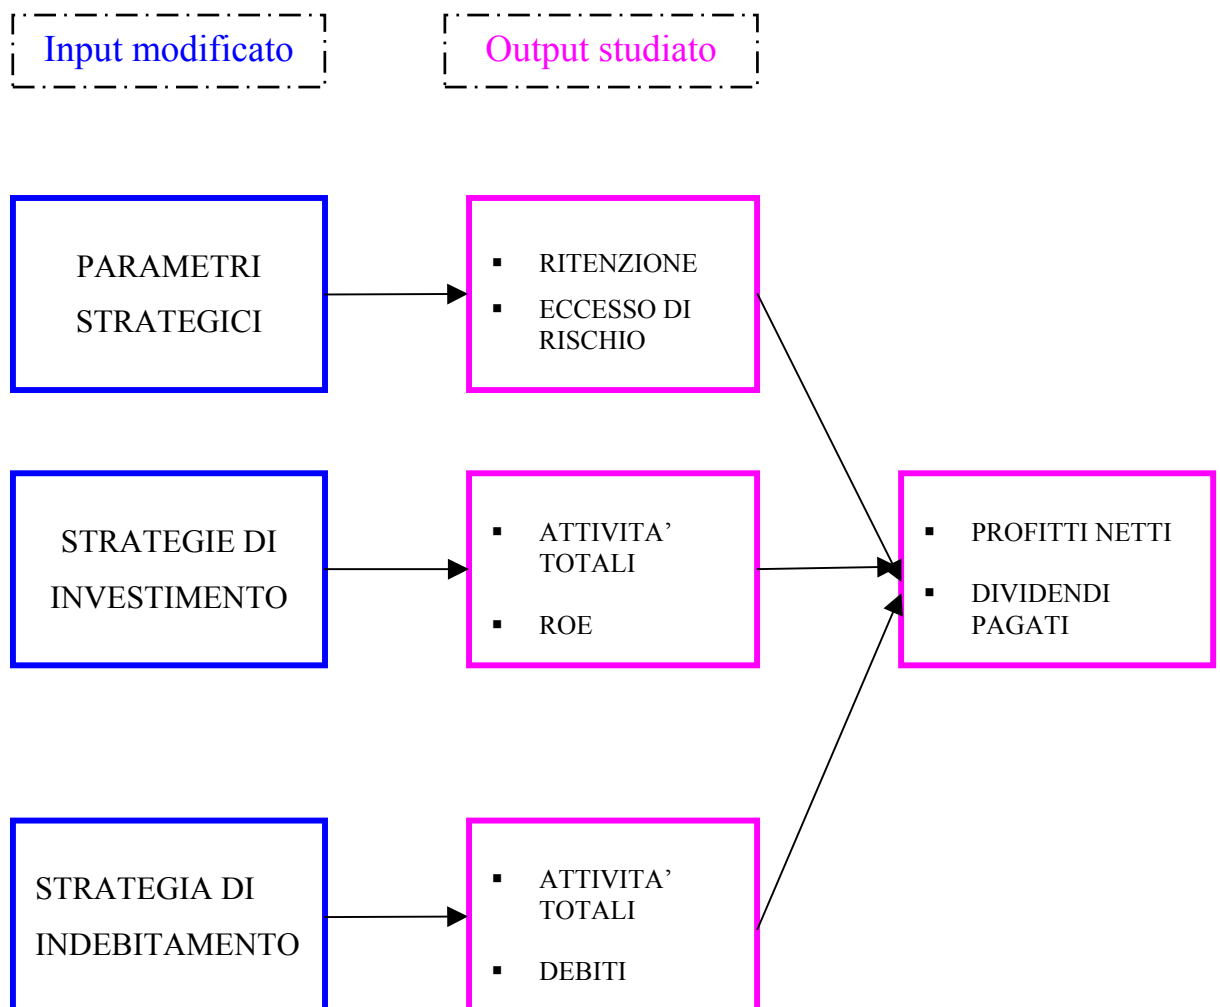 Input modificato
Output studiato
PARAMETRI
STRATEGICI
▪ RITENZIONE
▪ ECCESSO DI
RISCHIO
STRATEGIE DI
INVESTIMENTO
▪ ATTIVITA’
TOTALI
▪ ROE
▪ PROFITTI NETTI
▪ DIVIDENDI
PAGATI
STRATEGIA DI
INDEBITAMENTO
▪ ATTIVITA’
TOTALI
▪ DEBITI